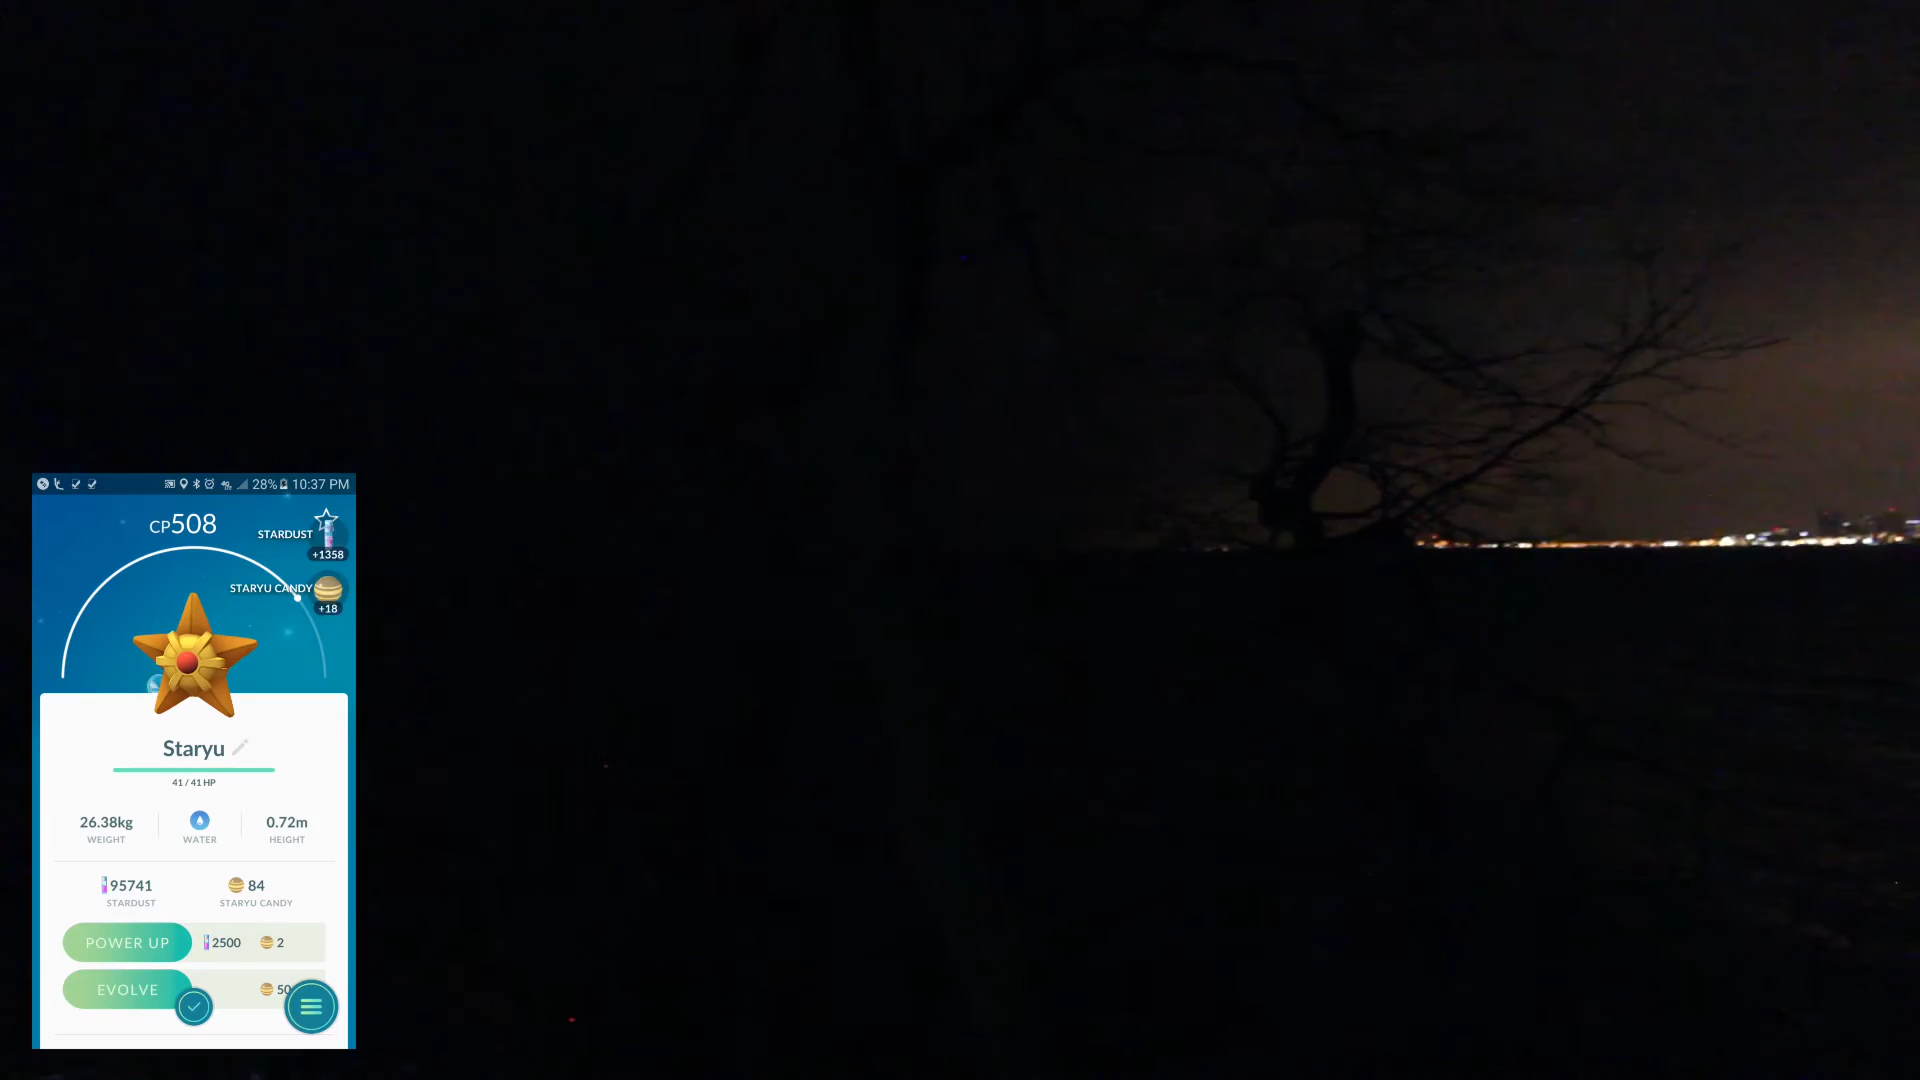 28% 10:37 PM
CP508
STARDUST
+1358
STARYU CANDY
+18
Staryu
41 / 41 HP
26.38kg
WEIGHT
WATER
0.72m
HEIGHT
95741
STARDUST
84
STARYU CANDY
POWER UP 2500 2
EVOLVE 50